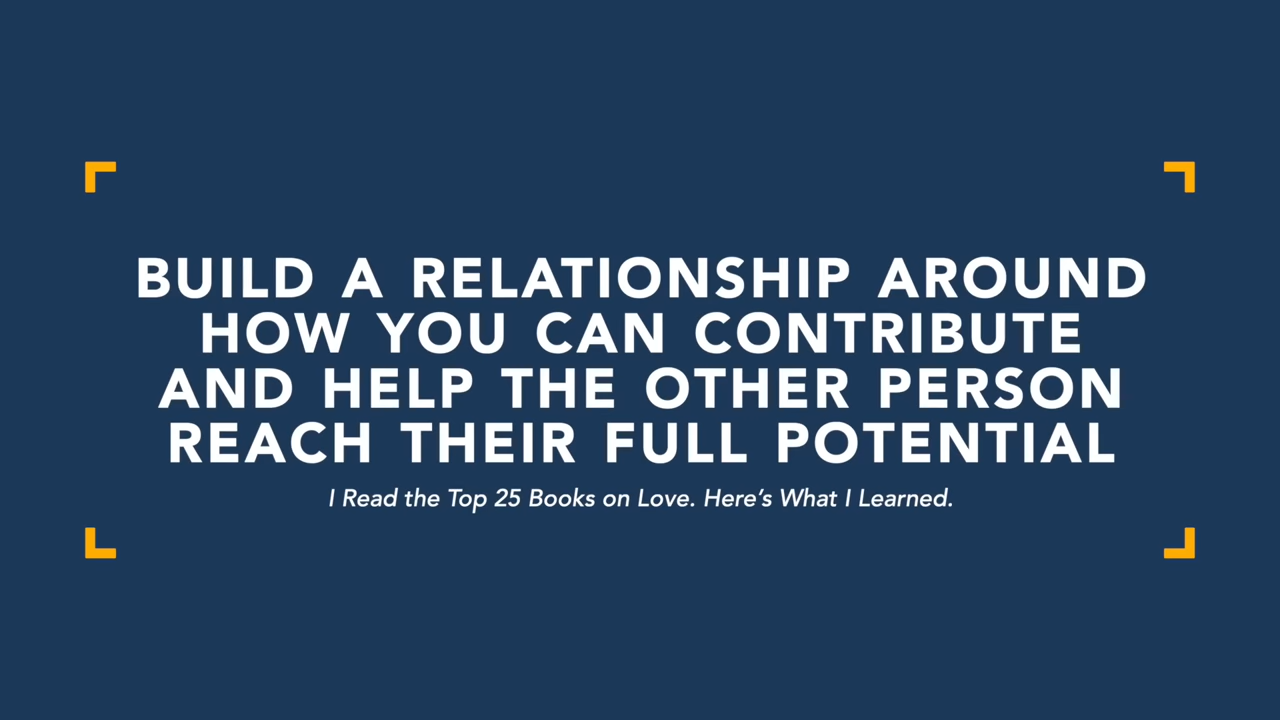 BUILD A RELATIONSHIP AROUND
HOW YOU CAN CONTRIBUTE
AND HELP THE OTHER PERSON
REACH THEIR FULL POTENTIAL
I Read the Top 25 Books on Love. Here’s What I Learned.